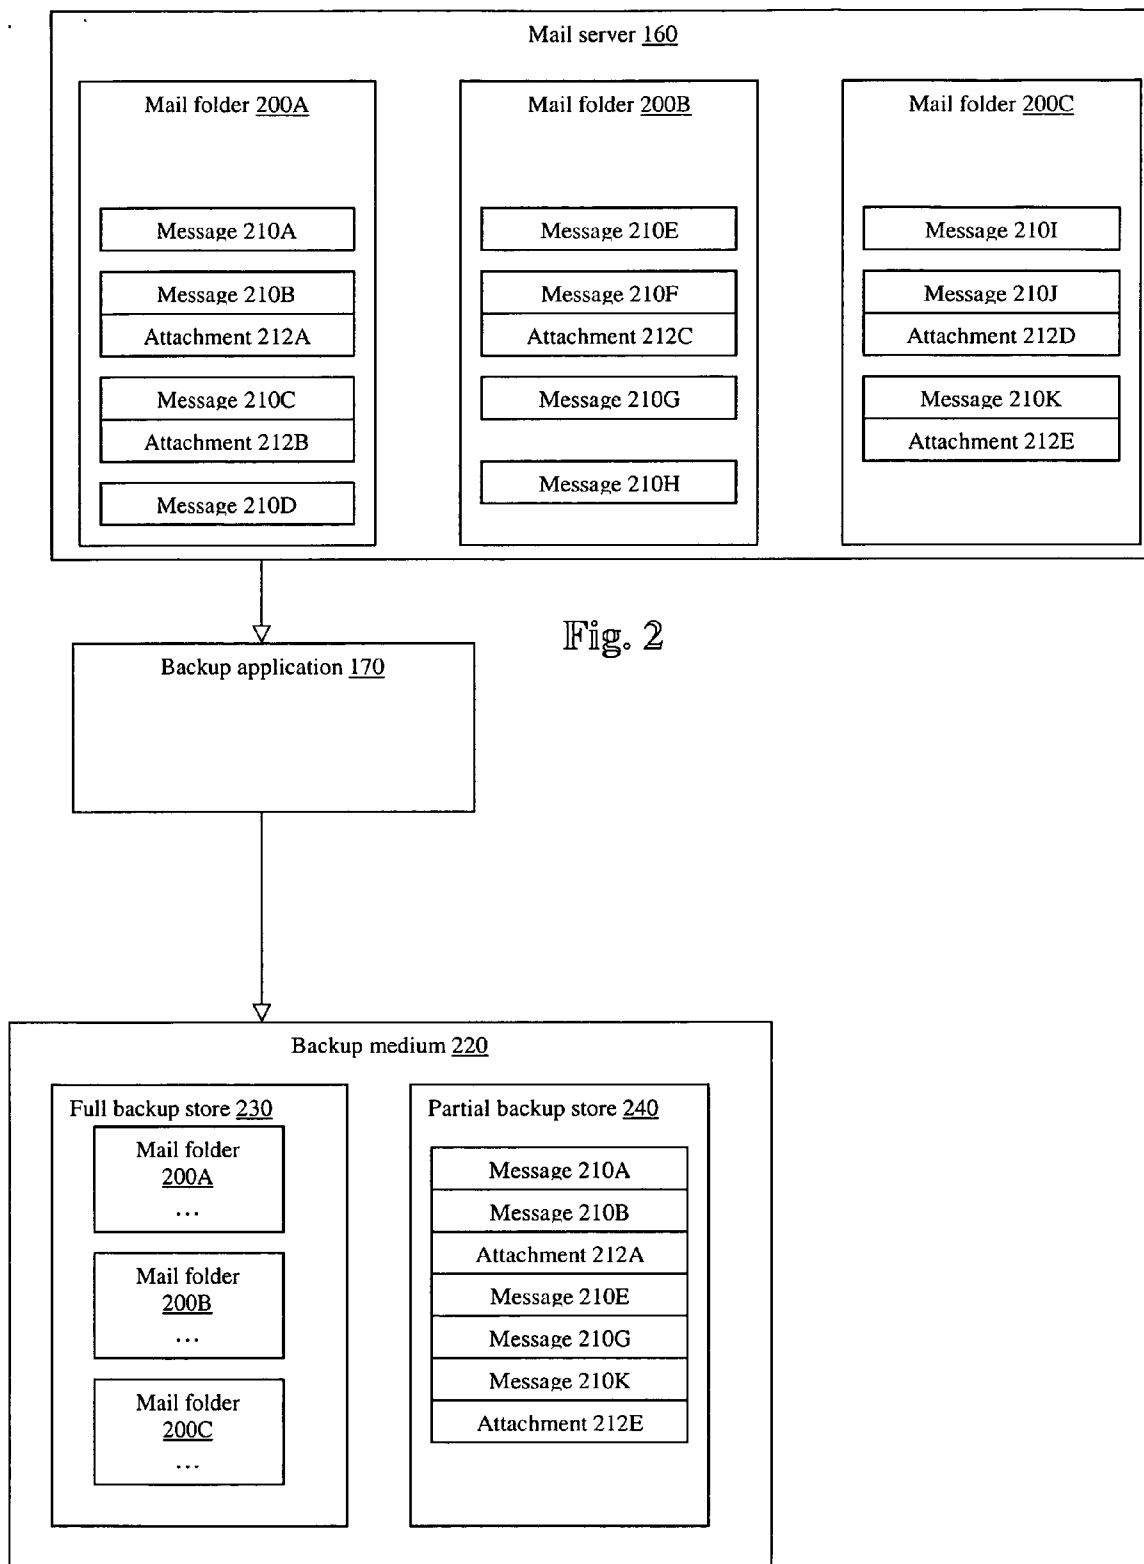 Mail server 160
Mail folder 200A
Message 210A
Message 210B
Attachment 212A
Message 210C
Attachment 212B
Message 210D
Mail folder 200B
Message 210E
Message 210F
Attachment 212C
Message 210G
Message 210H
Mail folder 200C
Message 210I
Message 210J
Attachment 212D
Message 210K
Attachment 212E
Fig. 2
Backup application 170
Backup medium 220
Full backup store 230
Mail folder
200A
...
Mail folder
200B
...
Mail folder
200C
...
Partial backup store 240
Message 210A
Message 210B
Attachment 212A
Message 210E
Message 210G
Message 210K
Attachment 212E